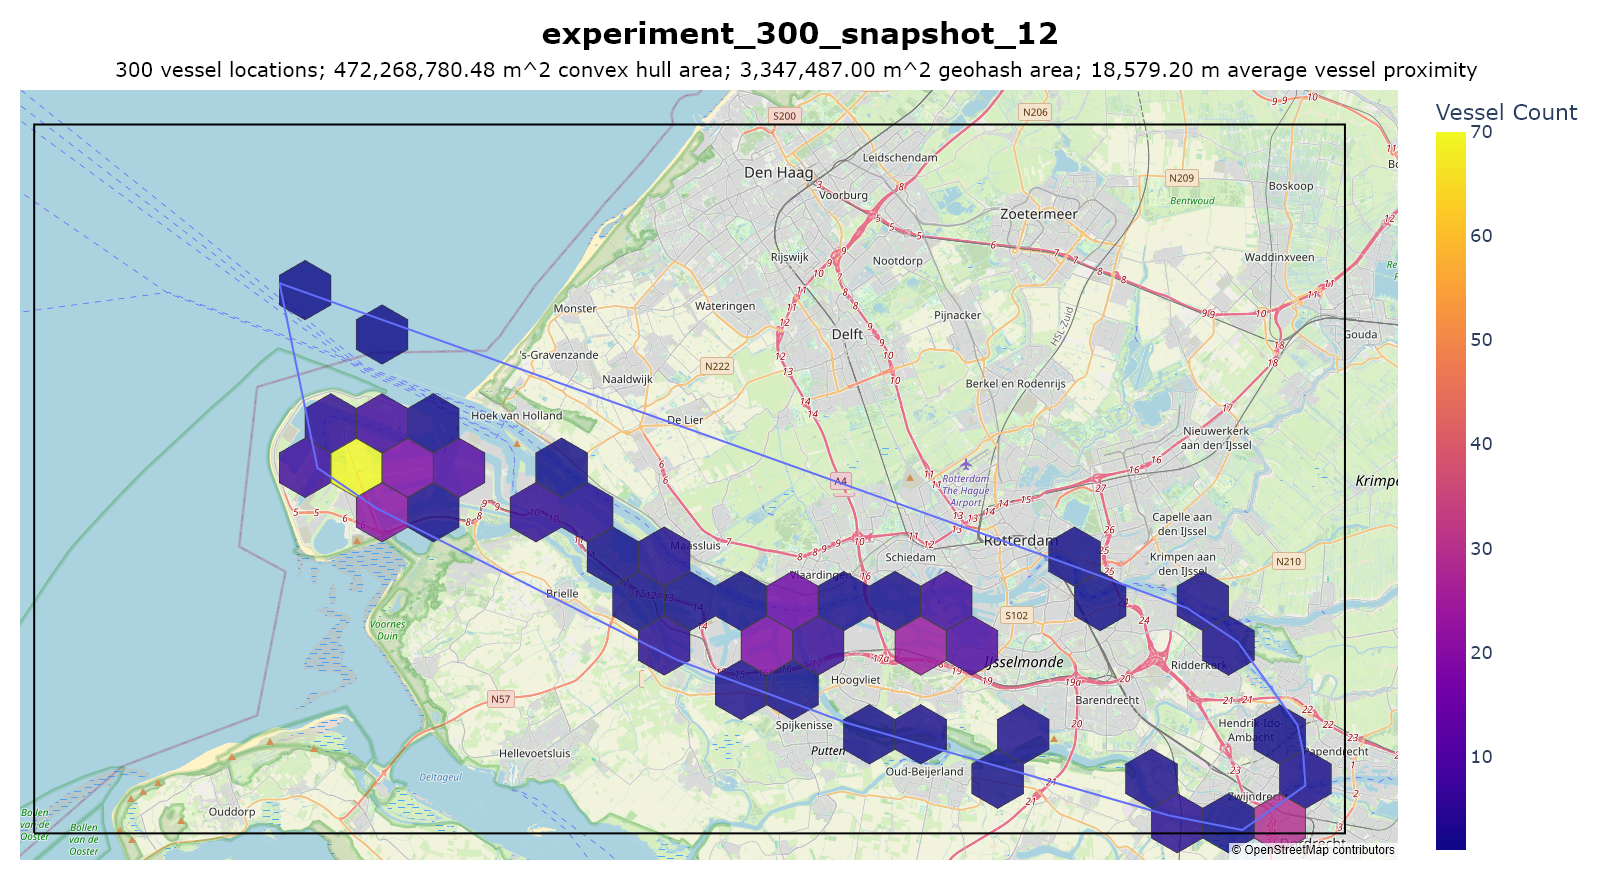 experiment_300_snapshot_12
300 vessel locations; 472,268,780.48 m^2 convex hull area; 3,347,487.00 m^2 geohash area; 18,579.20 m average vessel proximity
Vessel Count
70
60
50
40
30
20
10
S200
N206
Den Haag
Leidschendam
Voorburg
N209
Boskoop
Bentwoud
Zoetermeer
Rijswijk
Nootdorp
Waddinxveen
Monster
Wateringen
Pijnacker
Delft
HSL-Zuid
Gouda
's-Gravenzande
N222
Naaldwijk
Berkel en Rodenrijs
Hoek van Holland
De Lier
Nieuwerkerk
aan den IJssel
A4
Rotterdam
The Hague
Airport
Capelle aan
den IJssel
Rotterdam
Maassluis
Schiedam
Krimpen aan
den IJssel
N210
Vlaardingen
Brielle
S102
Voornes
Duin
IJsselmonde
Ridderkerk
Hoogvliet
N57
Barendrecht
Spijkenisse
Hendrik-Ido-
Ambacht
Papendrecht
Hellevoetsluis
Putten
Oud-Beijerland
Deltageul
Zwijndrecht
Ouddorp
Bollen
van de
Ooster
Bollen
van de
Ooster
© OpenStreetMap contributors